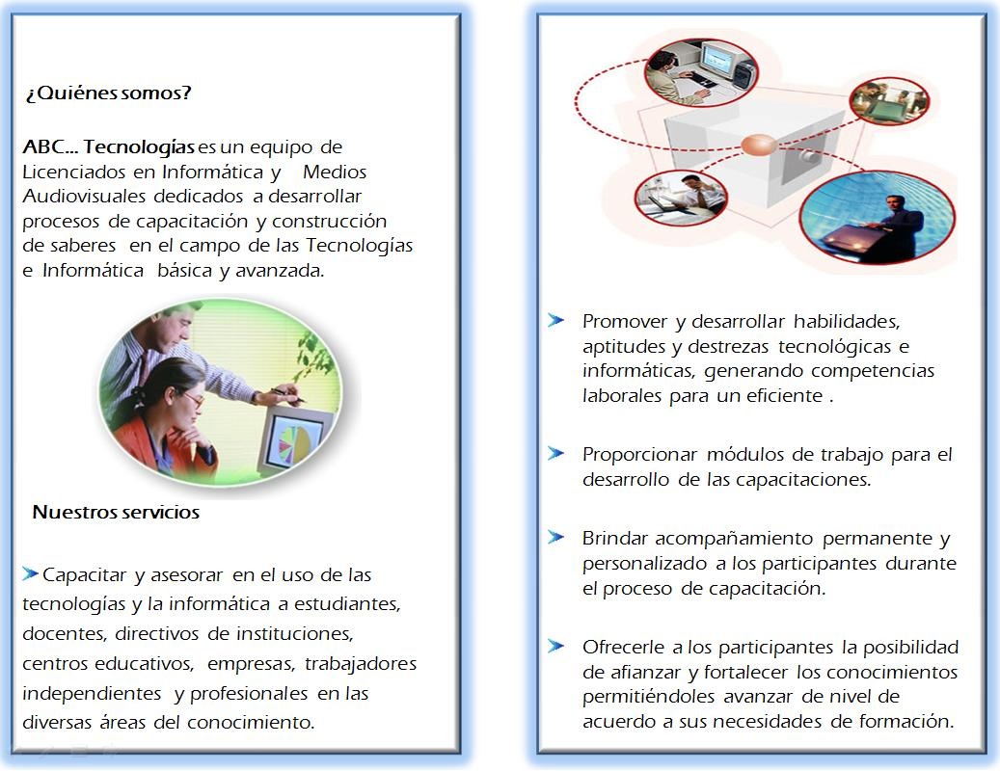 ¿Quiénes somos?
ABC... Tecnologías es un equipo de
Licenciados en Informática y Medios
Audiovisuales dedicados a desarrollar
procesos de capacitación y construcción
de saberes en el campo de las Tecnologías
e Informática básica y avanzada.
Nuestros servicios
Capacitar y asesorar en el uso de las
tecnologías y la informática a estudiantes,
docentes, directivos de instituciones,
centros educativos, empresas, trabajadores
independientes y profesionales en las
diversas áreas del conocimiento.
Promover y desarrollar habilidades,
aptitudes y destrezas tecnológicas e
informáticas, generando competencias
laborales para un eficiente .
Proporcionar módulos de trabajo para el
desarrollo de las capacitaciones.
Brindar acompañamiento permanente y
personalizado a los participantes durante
el proceso de capacitación.
Ofrecerle a los participantes la posibilidad
de afianzar y fortalecer los conocimientos
permitiéndoles avanzar de nivel de
acuerdo a sus necesidades de formación.